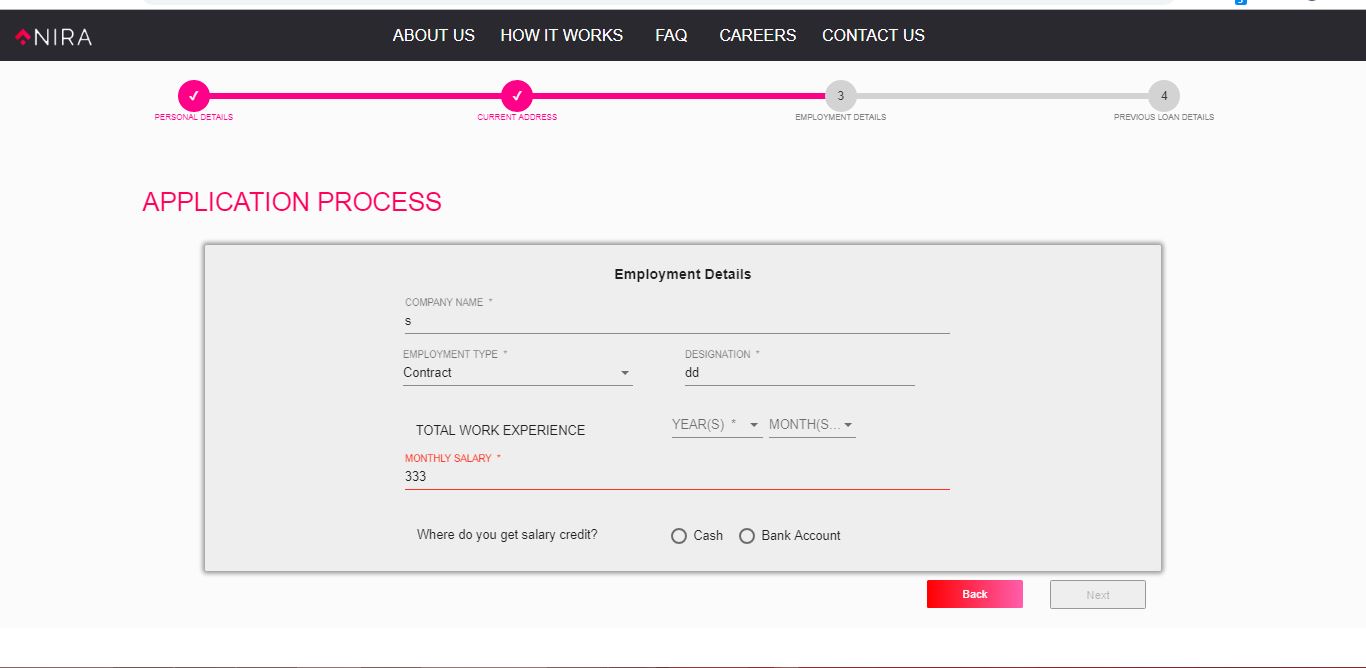 NIRA ABOUT US HOW IT WORKS FAQ CAREERS CONTACT US
3 4
PERSONAL DETAILS CURRENT ADDRESS EMPLOYMENT DETAILS PREVIOUS LOAN DETAILS
APPLICATION PROCESS
Employment Details
COMPANY NAME *
s
EMPLOYMENT TYPE * DESIGNATION *
Contract dd
TOTAL WORK EXPERIENCE YEAR(S) * MONTH(S...
MONTHLY SALARY *
333
Where do you get salary credit? Cash Bank Account
Back Next